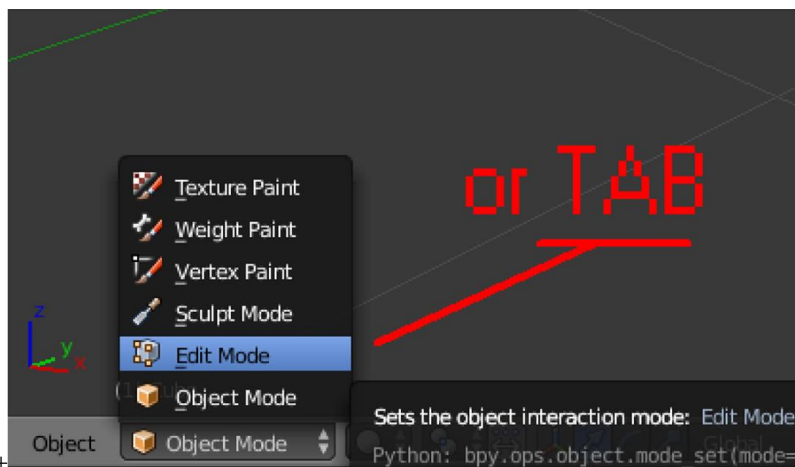 or TAB
Texture Paint
Weight Paint
Vertex Paint
Sculpt Mode
Edit Mode
Object Mode
z
y
x
Sets the object interaction mode: Edit Mode
Object
Object Mode
Global
Python: bpy.ops.object.mode_set(mode=